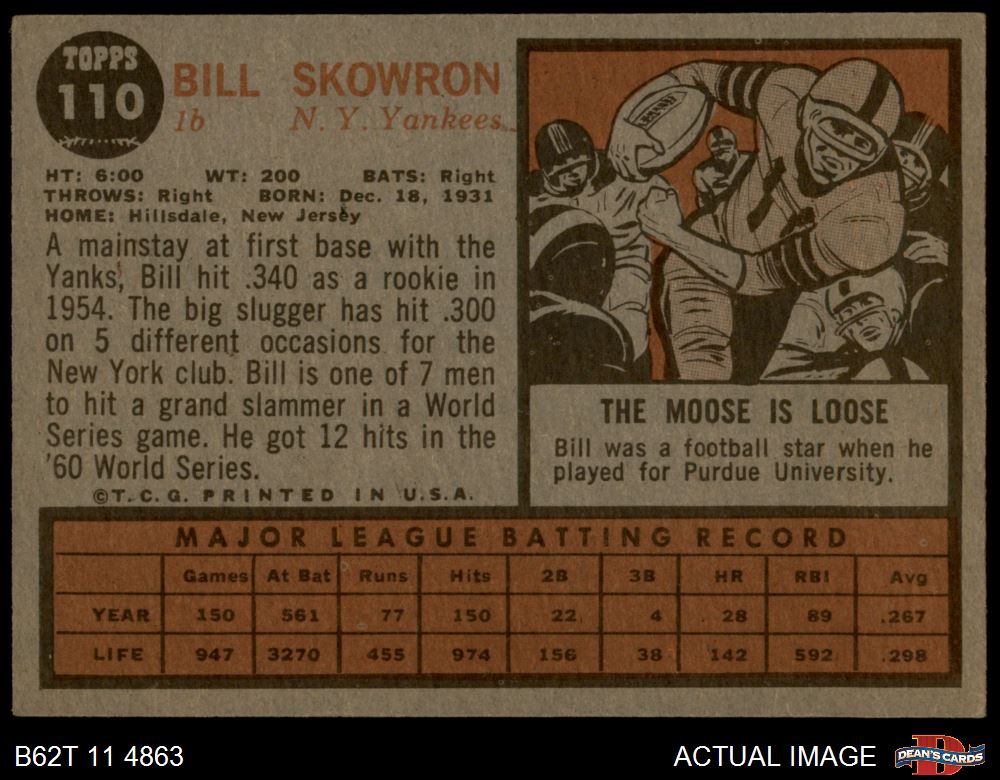 TOPPS
110
BILL SKOWRON
1b N. Y. Yankees
HT: 6:00 WT: 200 BATS: Right
THROWS: Right BORN: Dec. 18, 1931
HOME: Hillsdale, New Jersey
A mainstay at first base with the
Yanks, Bill hit .340 as a rookie in
1954. The big slugger has hit .300
on 5 different occasions for the
New York club. Bill is one of 7 men
to hit a grand slammer in a World
Series game. He got 12 hits in the
'60 World Series.
©T.C.G. PRINTED IN U.S.A.
THE MOOSE IS LOOSE
Bill was a football star when he
played for Purdue University.
MAJOR LEAGUE BATTING RECORD
Games At Bat Runs Hits 2B 3B HR RBI Avg
YEAR 150 561 77 150 22 4 28 89 .267
LIFE 947 3270 455 974 156 38 142 592 .298
B62T 11 4863
ACTUAL IMAGE
DEAN'S CARDS